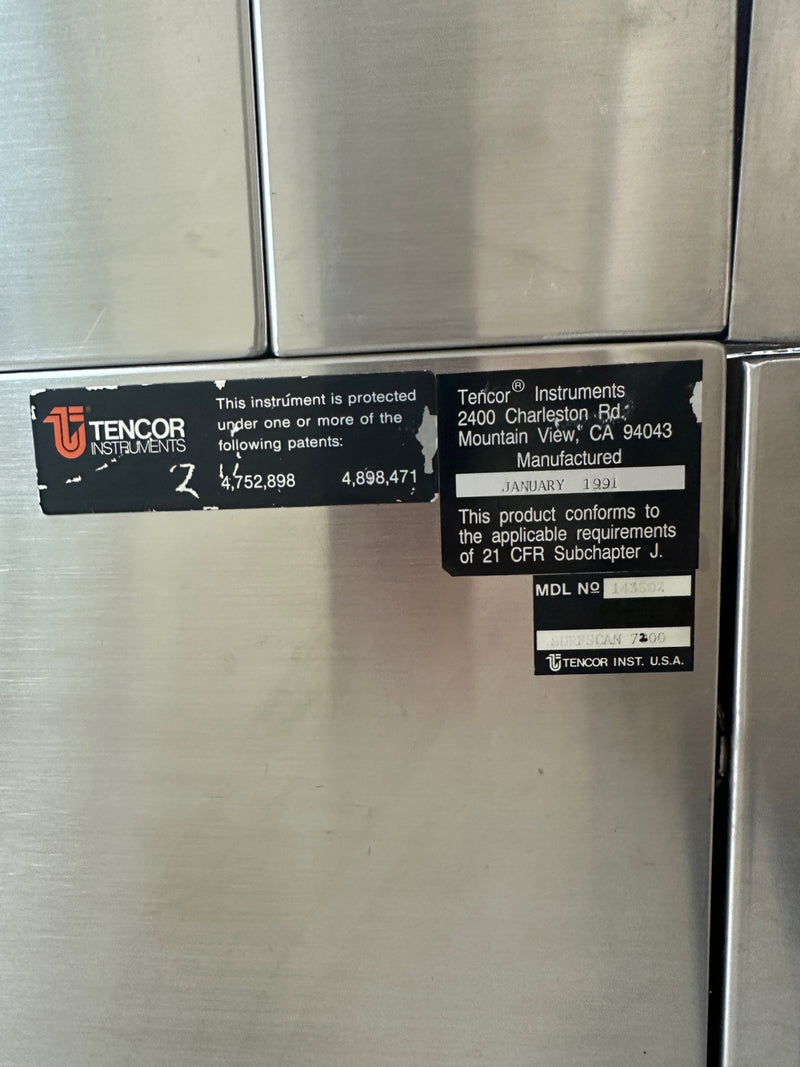 TENCOR
INSTRUMENTS
This instrument is protected
under one or more of the
following patents:
4,752,898 4,898,471
Tencor® Instruments
2400 Charleston Rd.
Mountain View, CA 94043
Manufactured
JANUARY 1991
This product conforms to
the applicable requirements
of 21 CFR Subchapter J.
MDL Nº
SURFSCAN 7200
TENCOR INST. U.S.A.